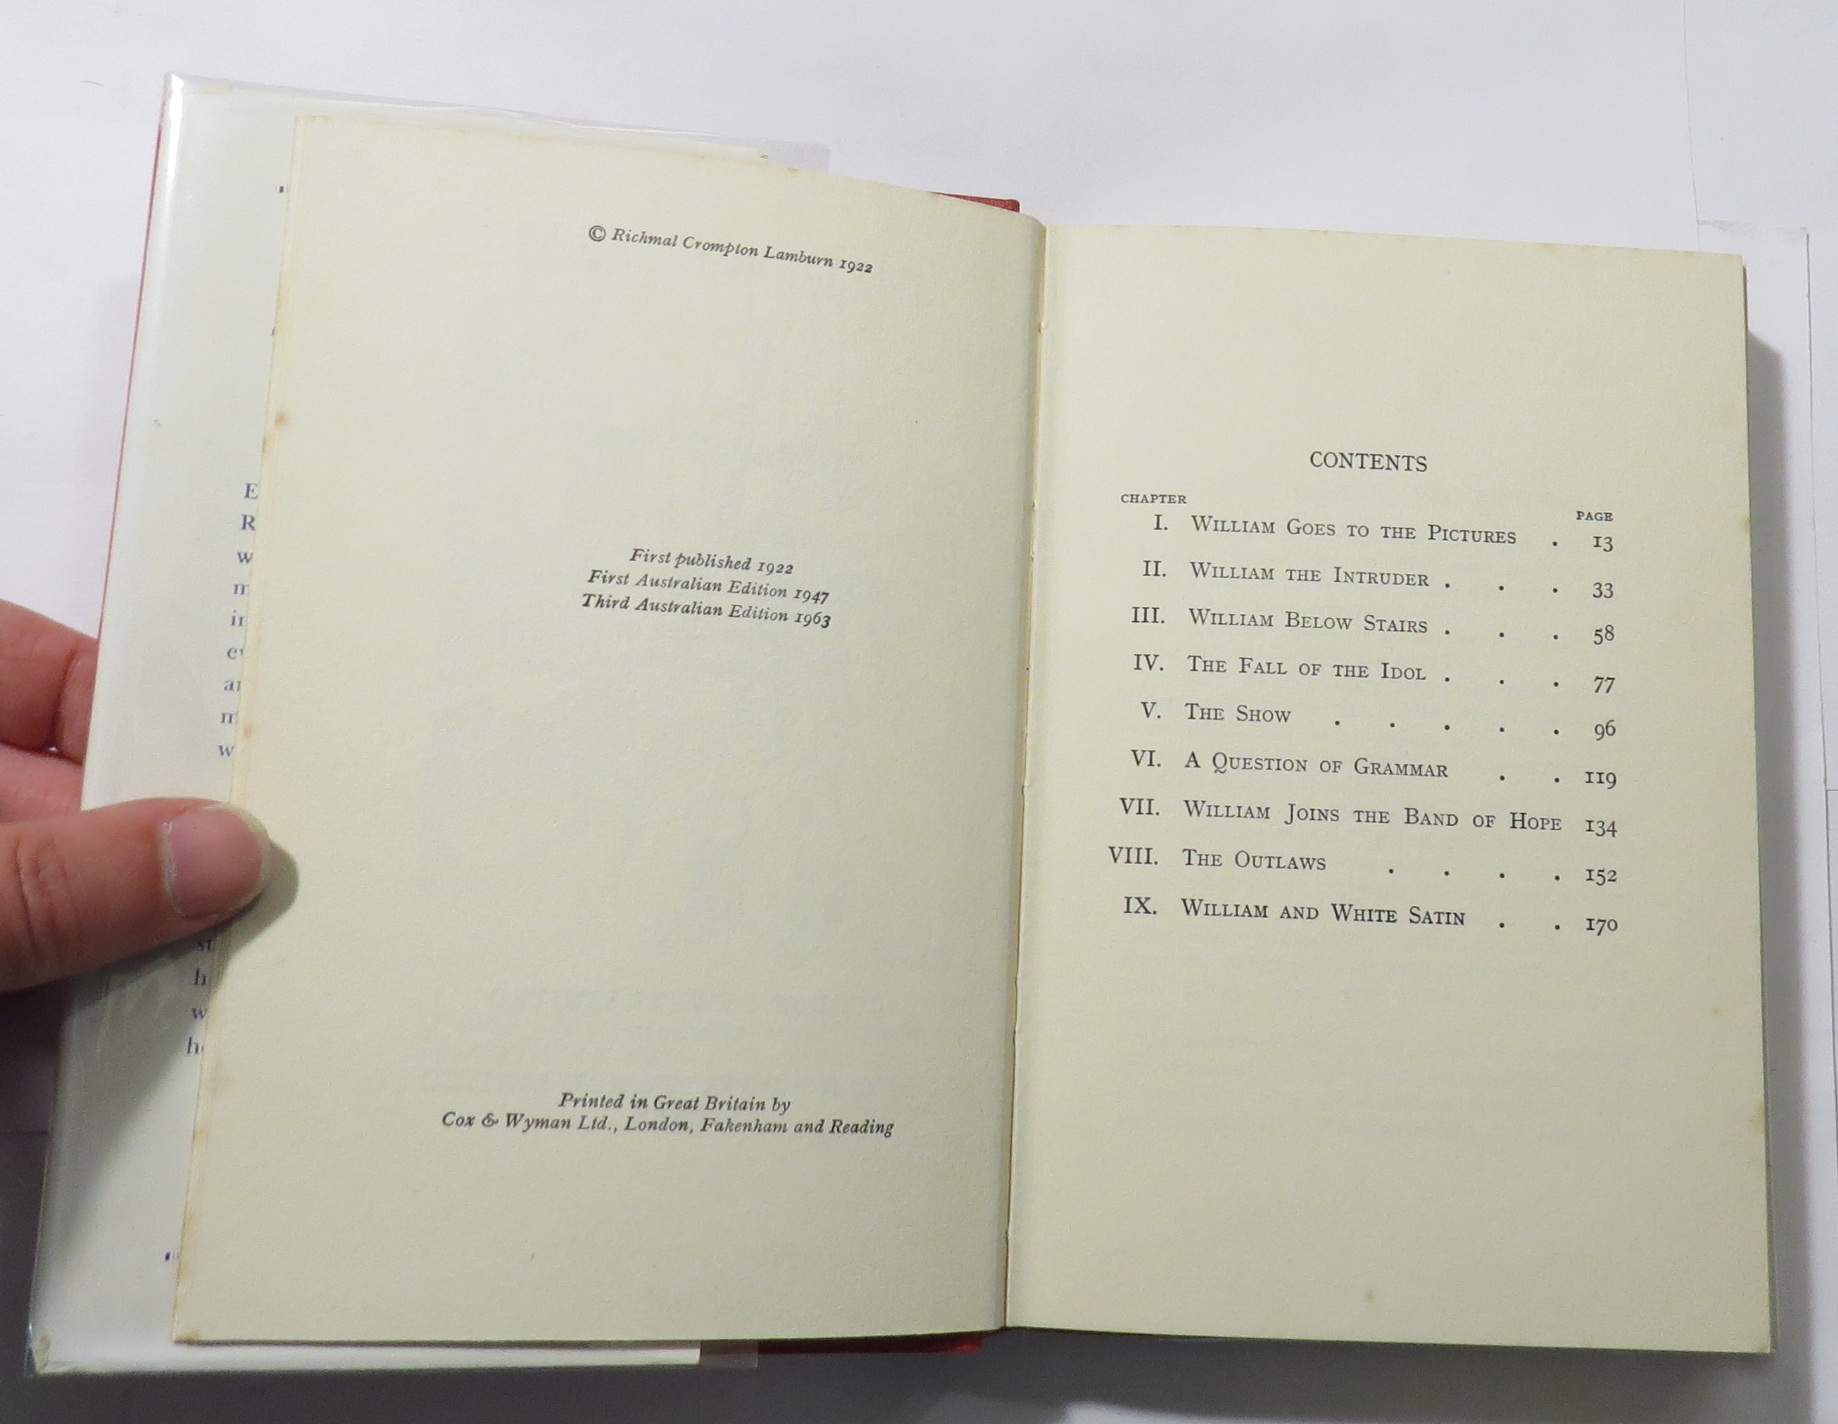 © Richmal Crompton Lamburn 1922
First published 1922
First Australian Edition 1947
Third Australian Edition 1963
Printed in Great Britain by
Cox & Wyman Ltd., London, Fakenham and Reading
CONTENTS
CHAPTER PAGE
I. WILLIAM GOES TO THE PICTURES . 13
II. WILLIAM THE INTRUDER . . . 33
III. WILLIAM BELOW STAIRS . . . 58
IV. THE FALL OF THE IDOL . . . 77
V. THE SHOW . . . . . 96
VI. A QUESTION OF GRAMMAR . . 119
VII. WILLIAM JOINS THE BAND OF HOPE 134
VIII. THE OUTLAWS . . . . 152
IX. WILLIAM AND WHITE SATIN . . 170